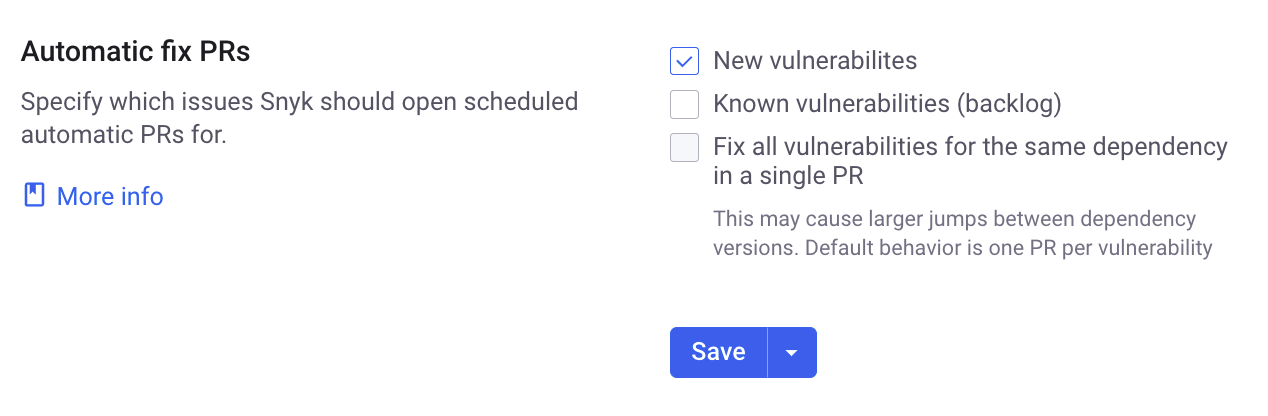 Automatic fix PRs
Specify which issues Snyk should open scheduled
automatic PRs for.
More info
New vulnerabilites
Known vulnerabilities (backlog)
Fix all vulnerabilities for the same dependency
in a single PR
This may cause larger jumps between dependency
versions. Default behavior is one PR per vulnerability
Save